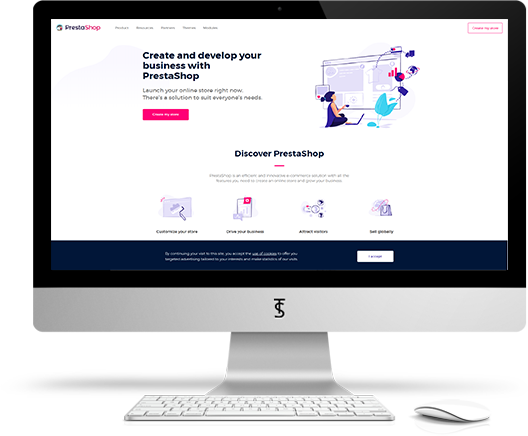 PrestaShop
Product Resources Partners Themes Modules
Create my store
Create and develop your
business with
PrestaShop
Launch your online store right now.
There's a solution to suit everyone's needs.
Create my store
Discover PrestaShop
PrestaShop is an efficient and innovative e-commerce solution with all the
features you need to create an online store and grow your business.
Customize your store
Drive your business
Attract visitors
Sell globally
By continuing your visit to this site, you accept the use of cookies to offer you
targeted advertising tailored to your interests and make statistics of our visits.
I accept